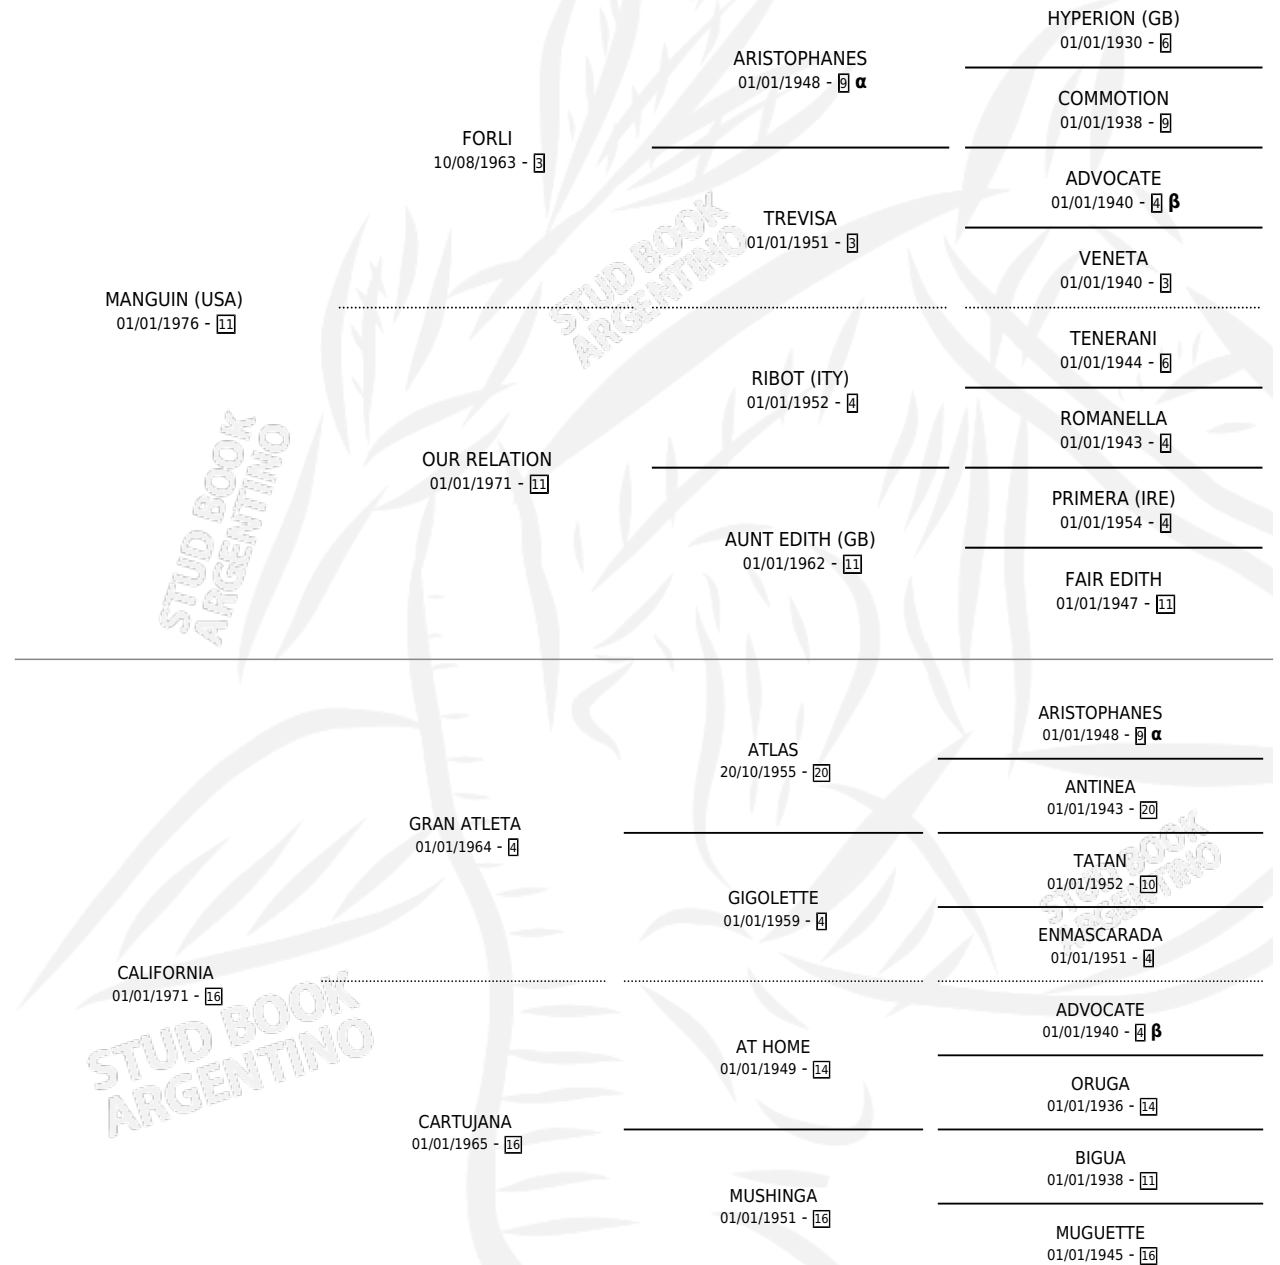 HYPERION (GB)
01/01/1930 - 6
ARISTOPHANES
01/01/1948 - 9 α
COMMOTION
01/01/1938 - 9
FORLI
10/08/1963 - 3
ADVOCATE
01/01/1940 - 4 β
TREVISA
01/01/1951 - 3
VENETA
01/01/1940 - 3
MANGUIN (USA)
01/01/1976 - 11
TENERANI
01/01/1944 - 6
RIBOT (ITY)
01/01/1952 - 4
ROMANELLA
01/01/1943 - 4
OUR RELATION
01/01/1971 - 11
PRIMERA (IRE)
01/01/1954 - 4
AUNT EDITH (GB)
01/01/1962 - 11
FAIR EDITH
01/01/1947 - 11
ARISTOPHANES
01/01/1948 - 9 α
ATLAS
20/10/1955 - 20
ANTINEA
01/01/1943 - 20
GRAN ATLETA
01/01/1964 - 4
TATAN
01/01/1952 - 10
GIGOLETTE
01/01/1959 - 4
ENMASCARADA
01/01/1951 - 4
CALIFORNIA
01/01/1971 - 16
ADVOCATE
01/01/1940 - 4 β
AT HOME
01/01/1949 - 14
ORUGA
01/01/1936 - 14
CARTUJANA
01/01/1965 - 16
BIGUA
01/01/1938 - 11
MUSHINGA
01/01/1951 - 16
MUGUETTE
01/01/1945 - 16
STUD BOOK
ARGENTINO
STUD BOOK
ARGENTINO
STUD BOOK
ARGENTINO
STUD BOOK
ARGENTINO